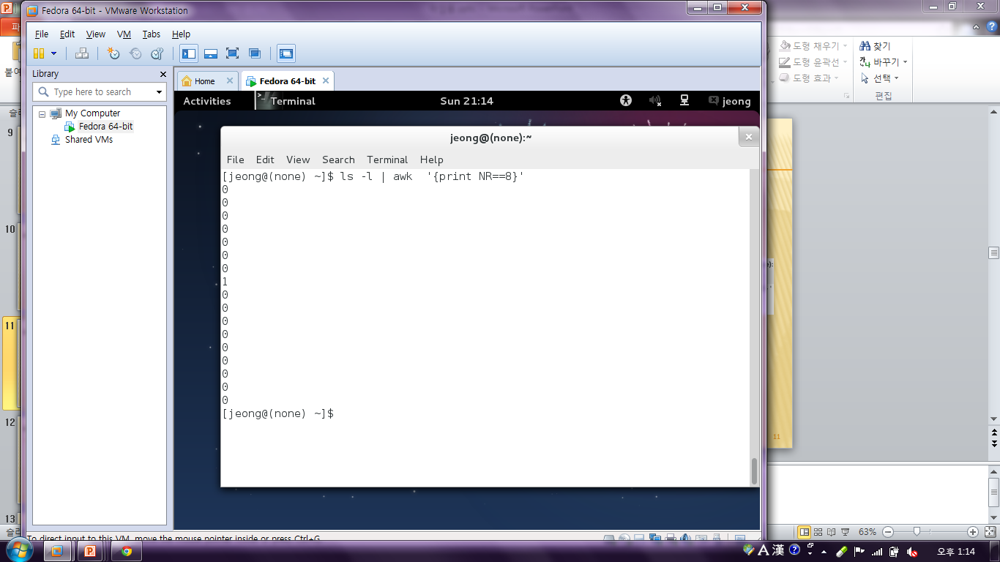 Fedora 64-bit - VMware Workstation
File Edit View VM Tabs Help
Library
Type here to search
My Computer
Fedora 64-bit
Shared VMs
Home
Fedora 64-bit
Activities
Terminal
Sun 21:14
jeong
jeong@(none):~
File Edit View Search Terminal Help
[jeong@(none) ~]$ ls -l | awk  '{print NR==8}'
0
0
0
0
0
0
0
1
0
0
0
0
0
0
0
0
0
[jeong@(none) ~]$
To direct input to this VM, move the mouse pointer inside or press Ctrl+G.
도형 채우기
도형 윤곽선
도형 효과
찾기
바꾸기
선택
편집
9
10
11
12
13
11
63%
A 漢
오후 1:14